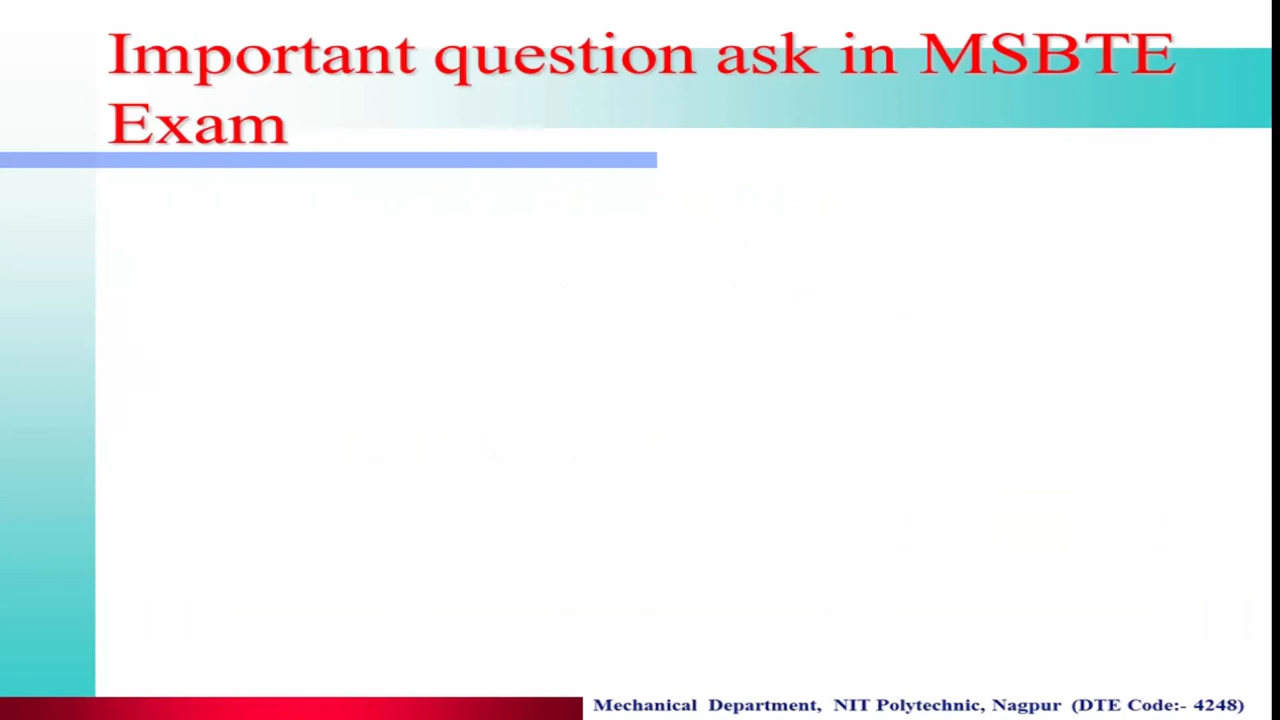 Important question ask in MSBTE
Exam
Mechanical Department, NIT Polytechnic, Nagpur (DTE Code:- 4248)